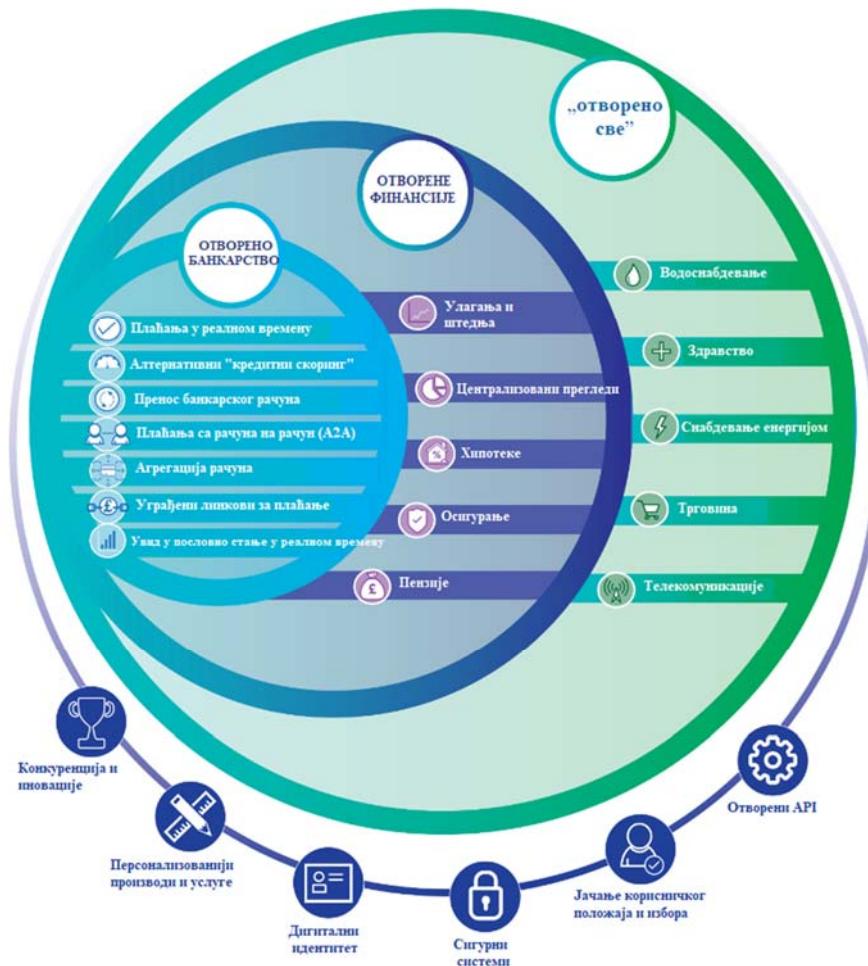 „отворено
све”
ОТВОРЕНЕ
ФИНАНСИЈЕ
ОТВОРЕНО
БАНКАРСТВО
Плаћања у реалном времену
Алтернативни "кредитни скоринг"
Пренос банкарског рачуна
Плаћања са рачуна на рачун (А2А)
Агрегација рачуна
Уграђени линкови за плаћање
Увид у пословно стање у реалном времену
Улагања и
штедња
Централизовани прегледи
Хипотеке
Осигурање
Пензије
Водоснабдевање
Здравство
Снабдевање енергијом
Трговина
Телекомуникације
Конкуренција и
иновације
Персонализованији
производи и услуге
Дигитални
идентитет
Сигурни
системи
Јачање корисничког
положаја и избора
Отворени API